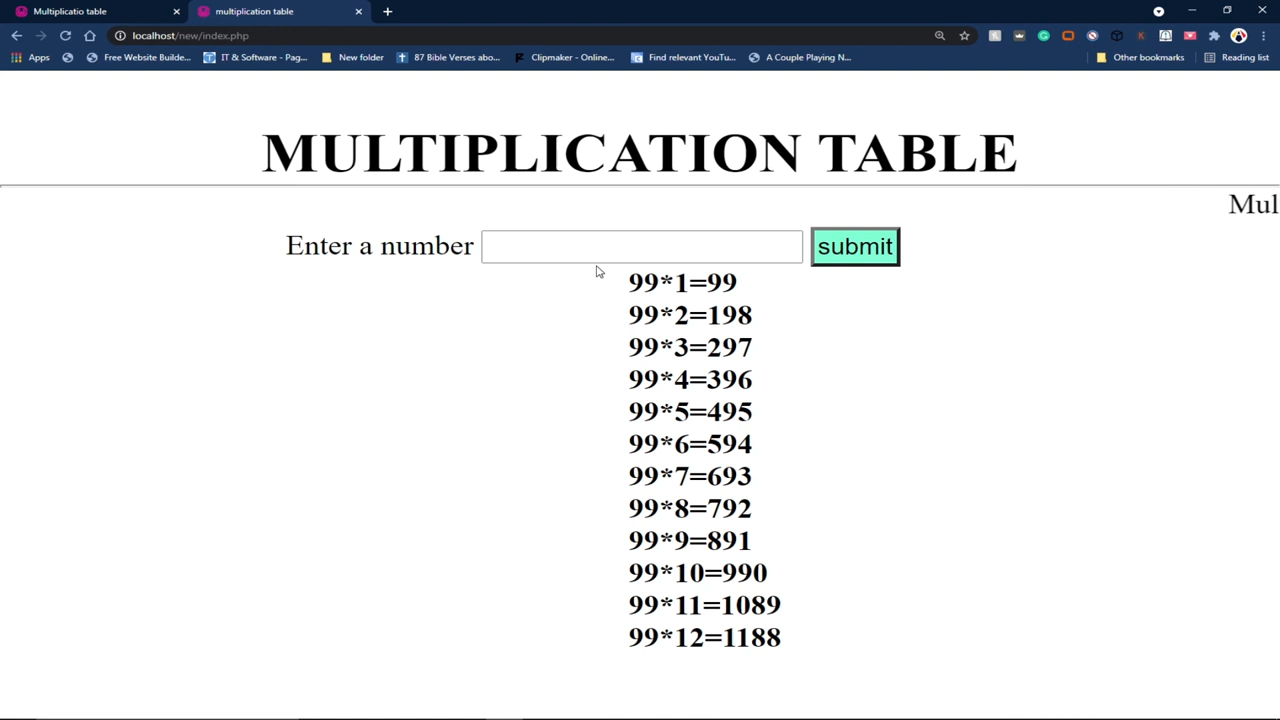 Multiplicatio table
multiplication table
localhost/new/index.php
Apps
Free Website Builde...
IT & Software - Pag...
New folder
87 Bible Verses abo...
Clipmaker - Online...
Find relevant YouTu...
A Couple Playing N...
Other bookmarks
Reading list
MULTIPLICATION TABLE
Mul
Enter a number
submit
99*1=99
99*2=198
99*3=297
99*4=396
99*5=495
99*6=594
99*7=693
99*8=792
99*9=891
99*10=990
99*11=1089
99*12=1188